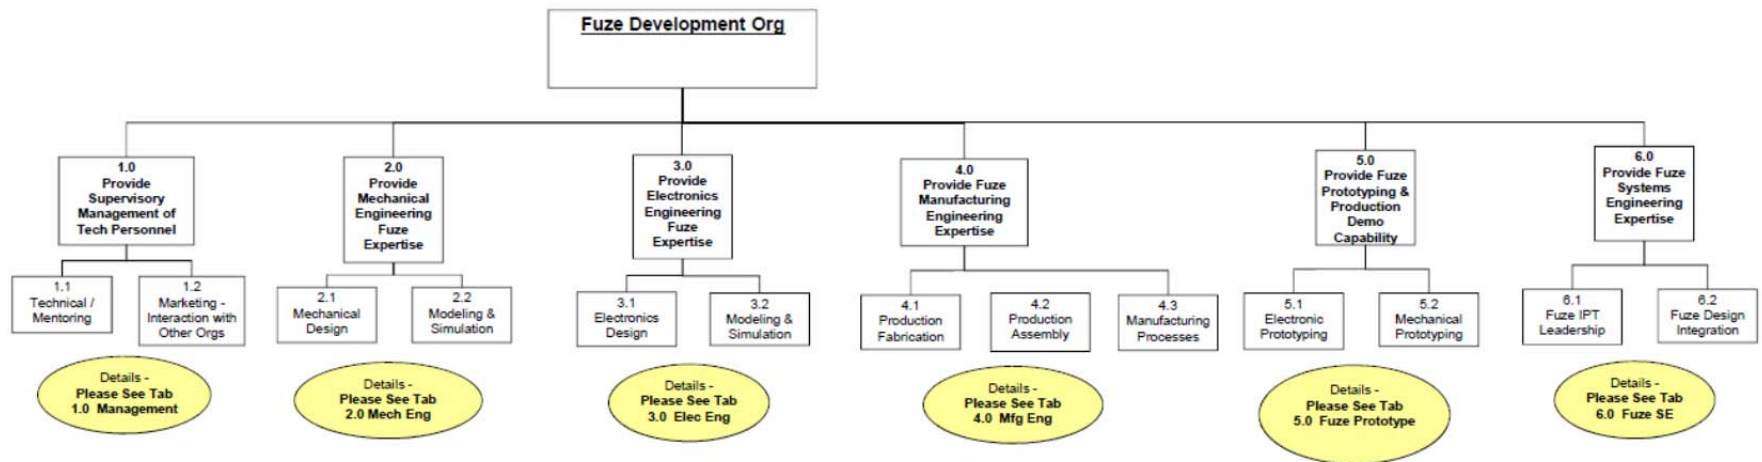 Fuze Development Org
1.0
Provide
Supervisory
Management of
Tech Personnel
2.0
Provide
Mechanical
Engineering
Fuze
Expertise
3.0
Provide
Electronics
Engineering
Fuze
Expertise
4.0
Provide Fuze
Manufacturing
Engineering
Expertise
5.0
Provide Fuze
Prototyping &
Production
Demo
Capability
6.0
Provide Fuze
Systems
Engineering
Expertise
1.1
Technical /
Mentoring
1.2
Marketing -
Interaction with
Other Orgs
2.1
Mechanical
Design
2.2
Modeling &
Simulation
3.1
Electronics
Design
3.2
Modeling &
Simulation
4.1
Production
Fabrication
4.2
Production
Assembly
4.3
Manufacturing
Processes
5.1
Electronic
Prototyping
5.2
Mechanical
Prototyping
6.1
Fuze IPT
Leadership
6.2
Fuze Design
Integration
Details -
Please See Tab
1.0 Management
Details -
Please See Tab
2.0 Mech Eng
Details -
Please See Tab
3.0 Elec Eng
Details -
Please See Tab
4.0 Mfg Eng
Details -
Please See Tab
5.0 Fuze Prototype
Details -
Please See Tab
6.0 Fuze SE